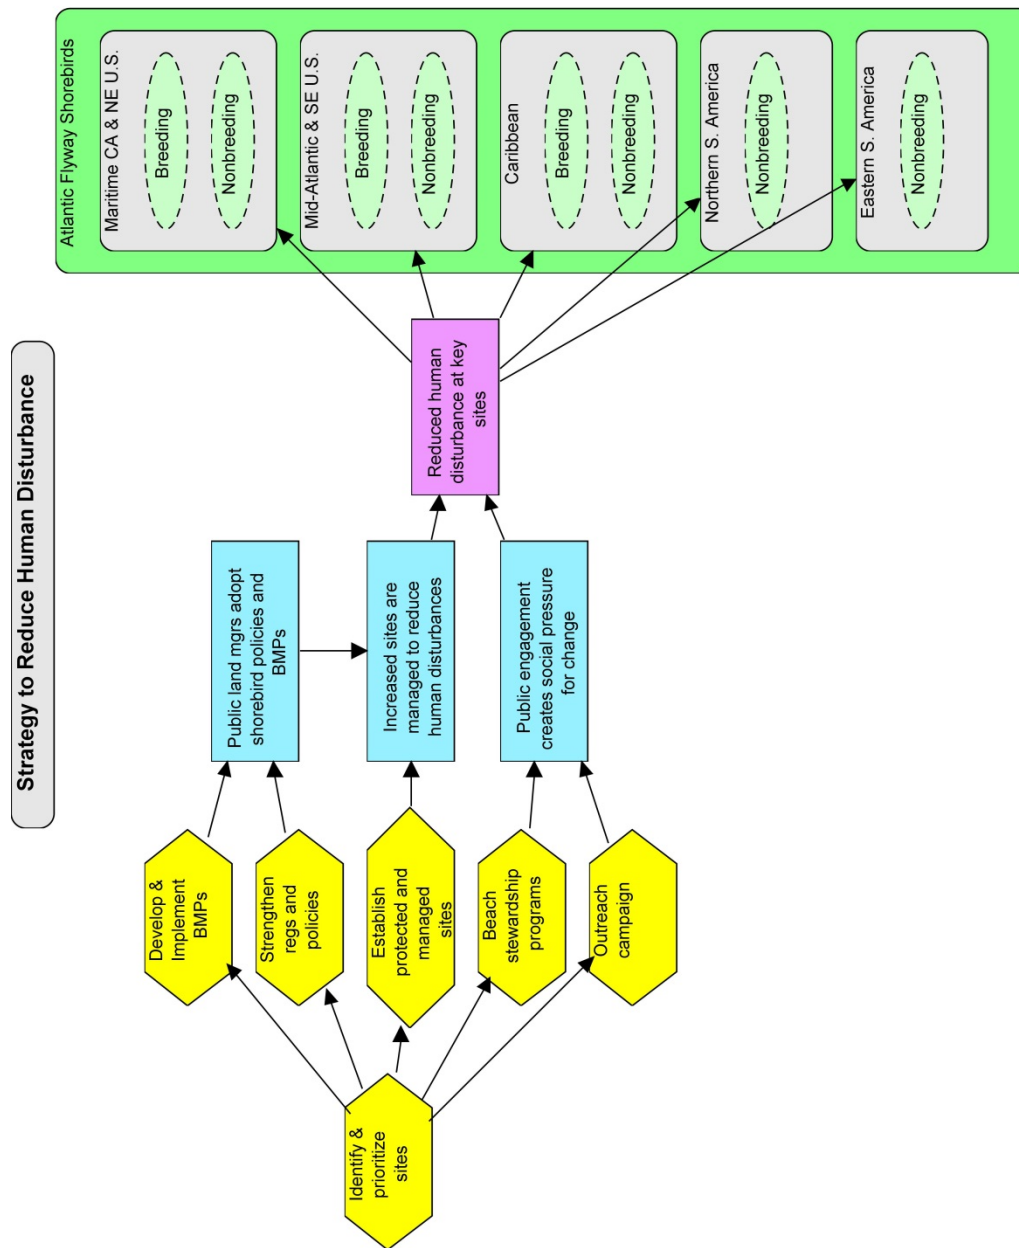 Strategy to Reduce Human Disturbance
Identify &
prioritize
sites
Develop &
Implement
BMPs
Strengthen
regs and
policies
Establish
protected and
managed
sites
Beach
stewardship
programs
Outreach
campaign
Public land mgrs adopt
shorebird policies and
BMPs
Increased sites are
managed to reduce
human disturbances
Public engagement
creates social pressure
for change
Reduced human
disturbance at key
sites
Atlantic Flyway Shorebirds
Maritime CA & NE U.S.
Breeding
Nonbreeding
Mid-Atlantic & SE U.S.
Breeding
Nonbreeding
Caribbean
Breeding
Nonbreeding
Northern S. America
Nonbreeding
Eastern S. America
Nonbreeding